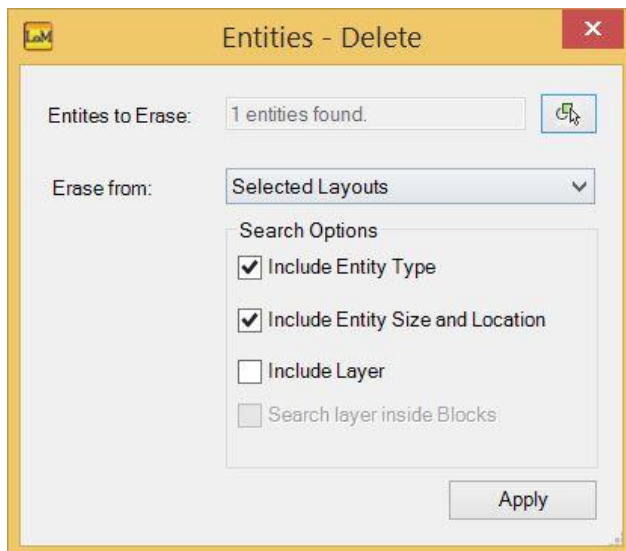 LaM
Entities - Delete
Entites to Erase:
1 entities found.
Erase from:
Selected Layouts
Search Options
Include Entity Type
Include Entity Size and Location
Include Layer
Search layer inside Blocks
Apply